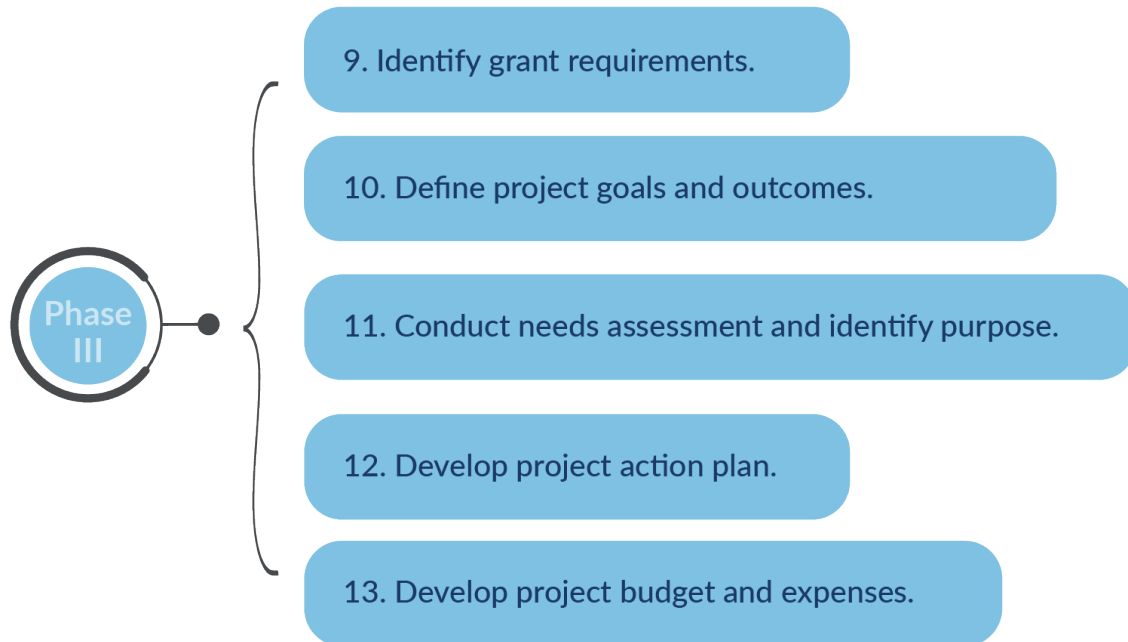 Phase
III
9. Identify grant requirements.
10. Define project goals and outcomes.
11. Conduct needs assessment and identify purpose.
12. Develop project action plan.
13. Develop project budget and expenses.